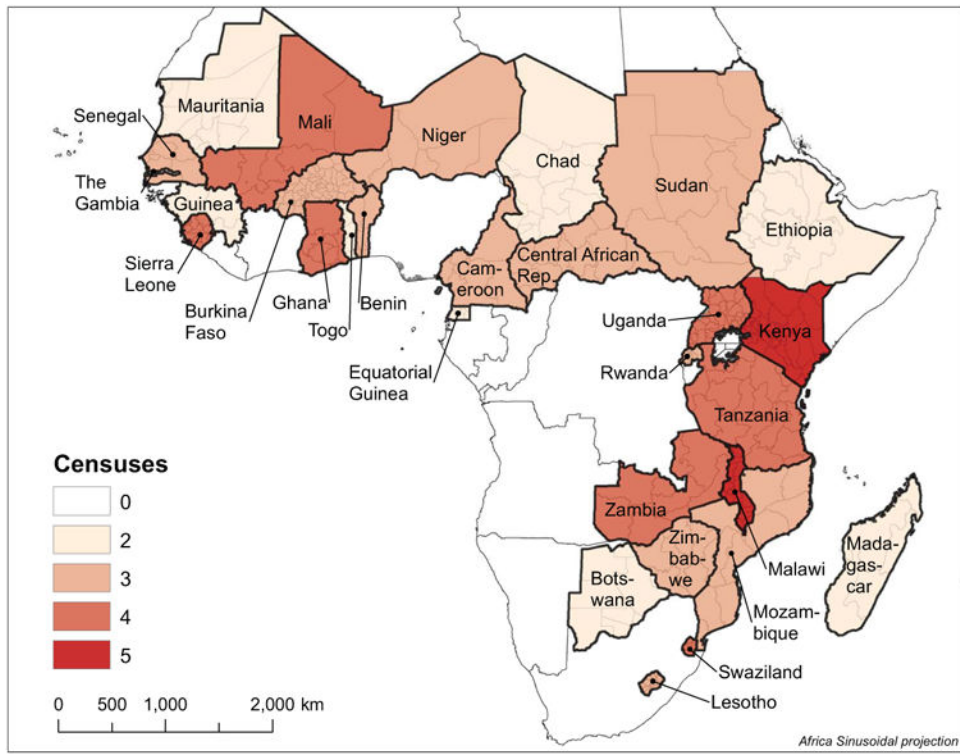 Mauritania
Senegal
Mali
Niger
Chad
Sudan
The
Gambia
Guinea
Ethiopia
Sierra
Leone
Burkina
Faso
Ghana
Togo
Benin
Cam-
eroon
Central African
Rep.
Equatorial
Guinea
Uganda
Kenya
Rwanda
Tanzania
Zambia
Zim-
bab-
we
Malawi
Mada-
gas-
car
Bots-
wana
Mozam-
bique
Swaziland
Lesotho
Censuses
0
2
3
4
5
0 500 1,000 2,000 km
Africa Sinusoidal projection